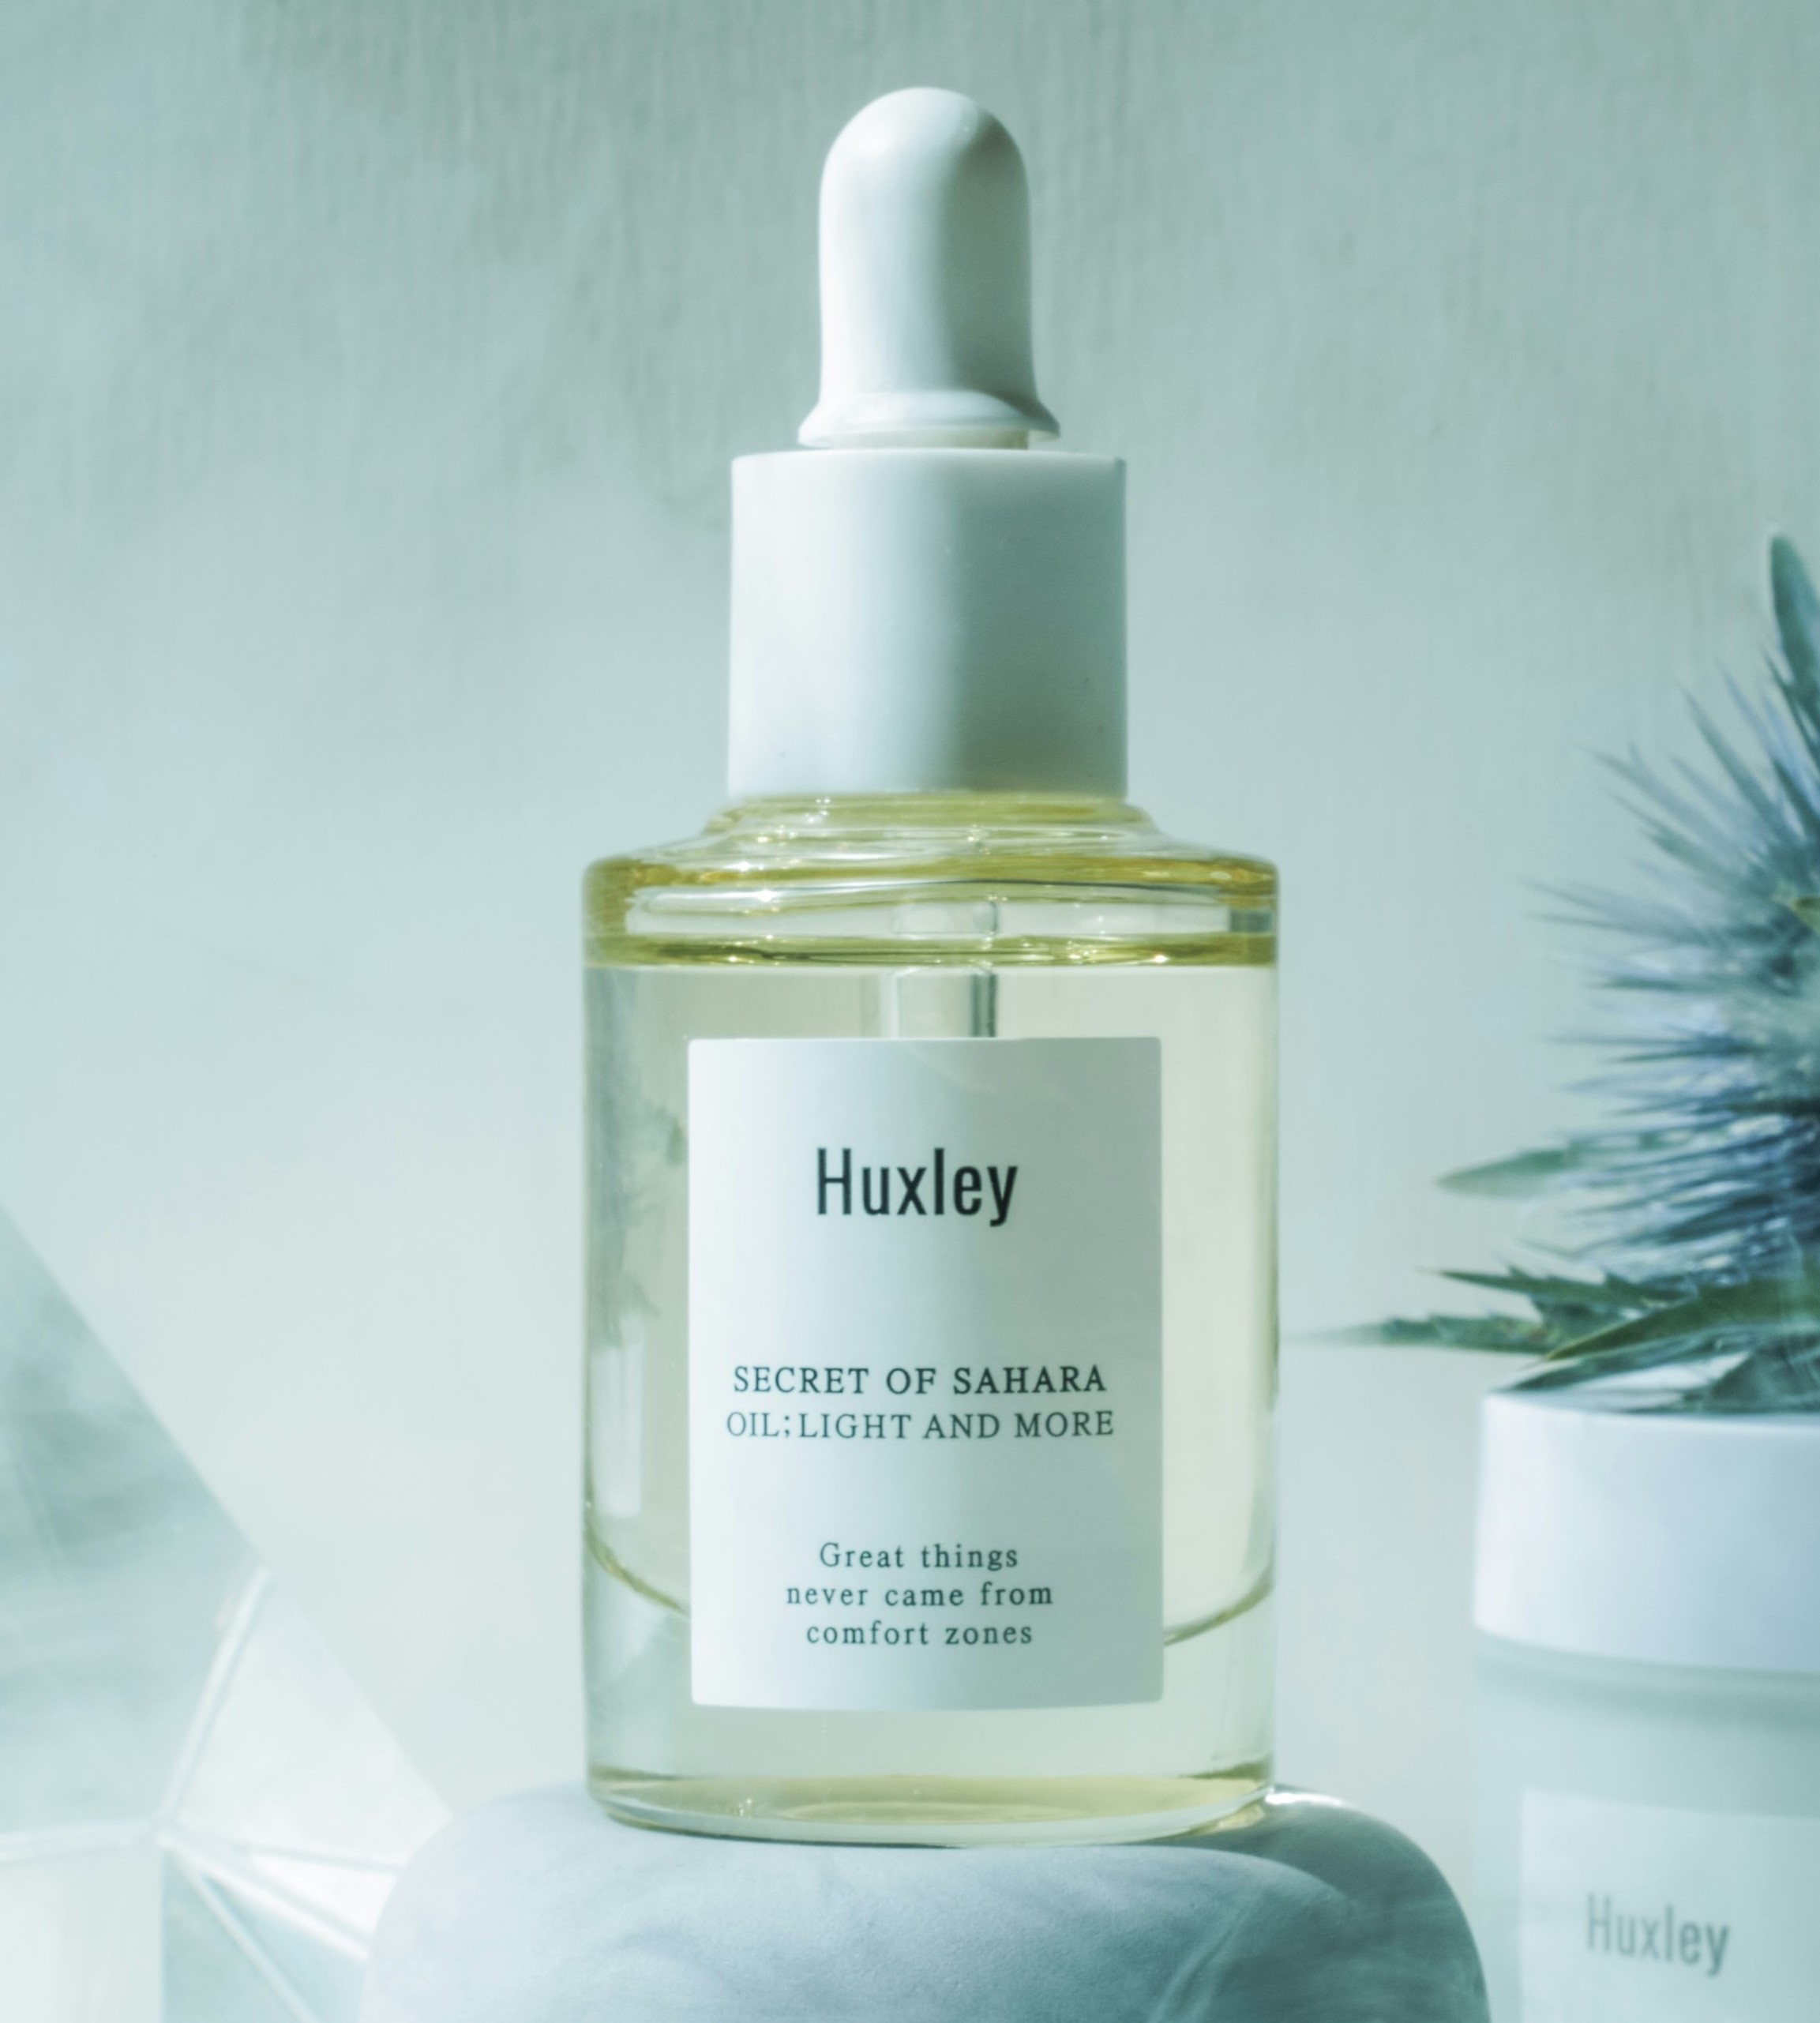 Huxley
SECRET OF SAHARA
OIL;LIGHT AND MORE
Great things
never came from
comfort zones
Huxley